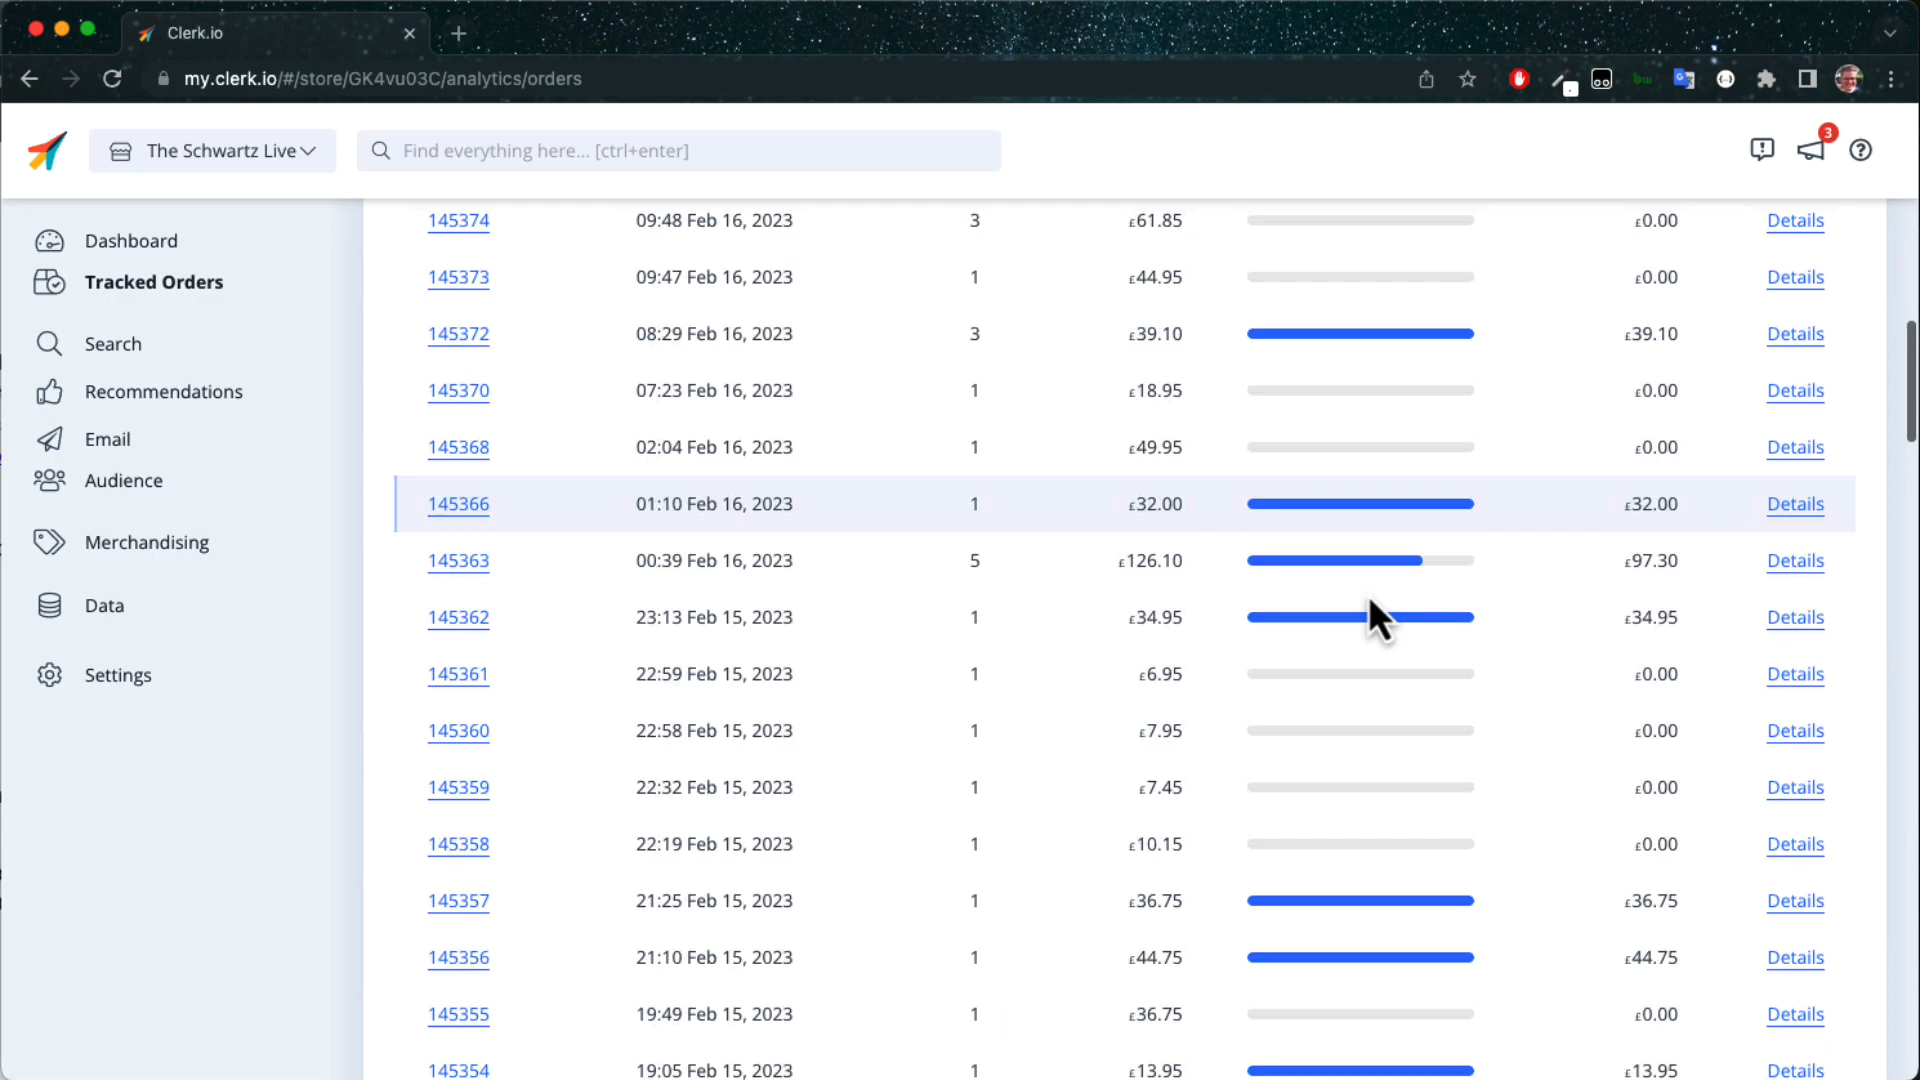 Clerk.io
my.clerk.io/#/store/GK4vu03C/analytics/orders
bw
The Schwartz Live
Find everything here... [ctrl+enter]
3
Dashboard
Tracked Orders
Search
Recommendations
Email
Audience
Merchandising
Data
Settings
145374 09:48 Feb 16, 2023 3 £61.85 £0.00 Details
145373 09:47 Feb 16, 2023 1 £44.95 £0.00 Details
145372 08:29 Feb 16, 2023 3 £39.10 £39.10 Details
145370 07:23 Feb 16, 2023 1 £18.95 £0.00 Details
145368 02:04 Feb 16, 2023 1 £49.95 £0.00 Details
145366 01:10 Feb 16, 2023 1 £32.00 £32.00 Details
145363 00:39 Feb 16, 2023 5 £126.10 £97.30 Details
145362 23:13 Feb 15, 2023 1 £34.95 £34.95 Details
145361 22:59 Feb 15, 2023 1 £6.95 £0.00 Details
145360 22:58 Feb 15, 2023 1 £7.95 £0.00 Details
145359 22:32 Feb 15, 2023 1 £7.45 £0.00 Details
145358 22:19 Feb 15, 2023 1 £10.15 £0.00 Details
145357 21:25 Feb 15, 2023 1 £36.75 £36.75 Details
145356 21:10 Feb 15, 2023 1 £44.75 £44.75 Details
145355 19:49 Feb 15, 2023 1 £36.75 £0.00 Details
145354 19:05 Feb 15, 2023 1 £13.95 £13.95 Details